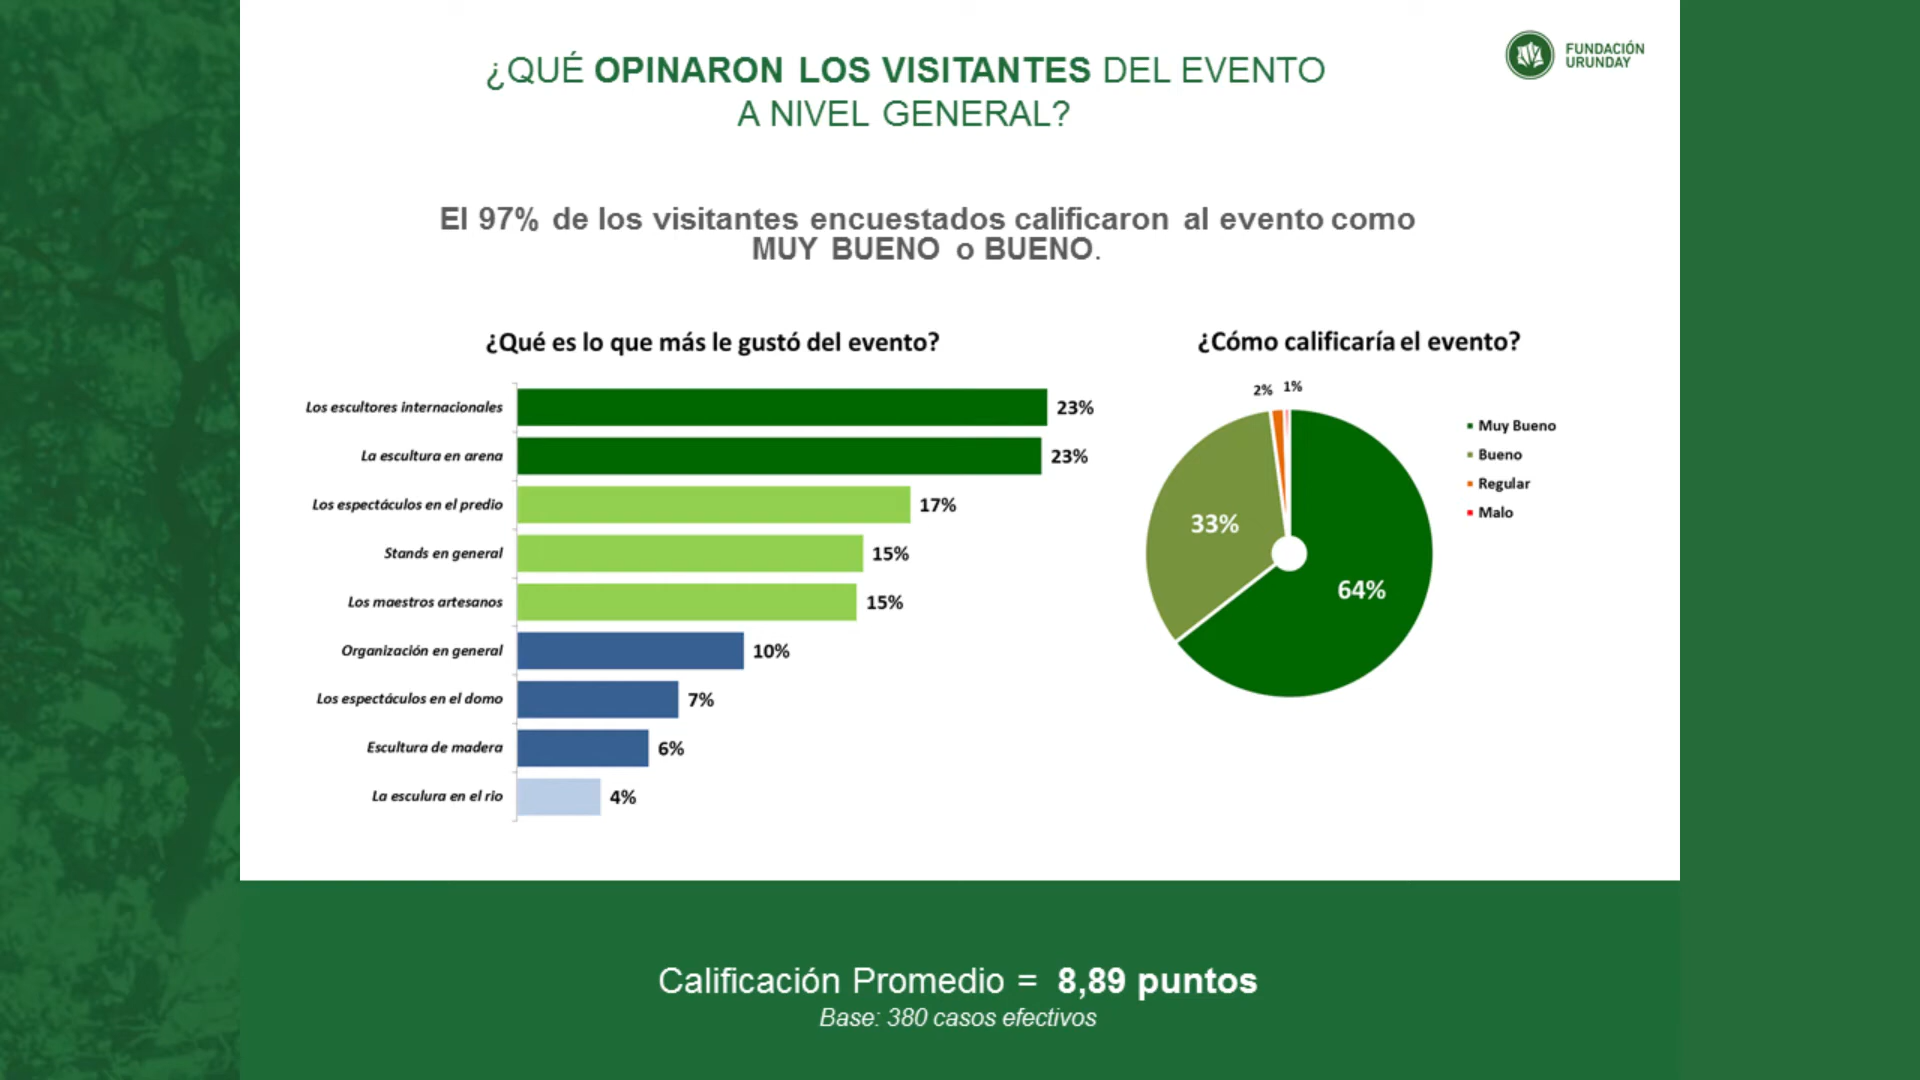 ¿QUÉ OPINARON LOS VISITANTES DEL EVENTO
A NIVEL GENERAL?
FUNDACIÓN
URUNDAY
El 97% de los visitantes encuestados calificaron al evento como
MUY BUENO o BUENO.
¿Qué es lo que más le gustó del evento?
Los escultores internacionales 23%
La escultura en arena 23%
Los espectáculos en el predio 17%
Stands en general 15%
Los maestros artesanos 15%
Organización en general 10%
Los espectáculos en el domo 7%
Escultura de madera 6%
La esculura en el rio 4%
¿Cómo calificaría el evento?
2% 1%
33%
64%
Muy Bueno
Bueno
Regular
Malo
Calificación Promedio = 8,89 puntos
Base: 380 casos efectivos